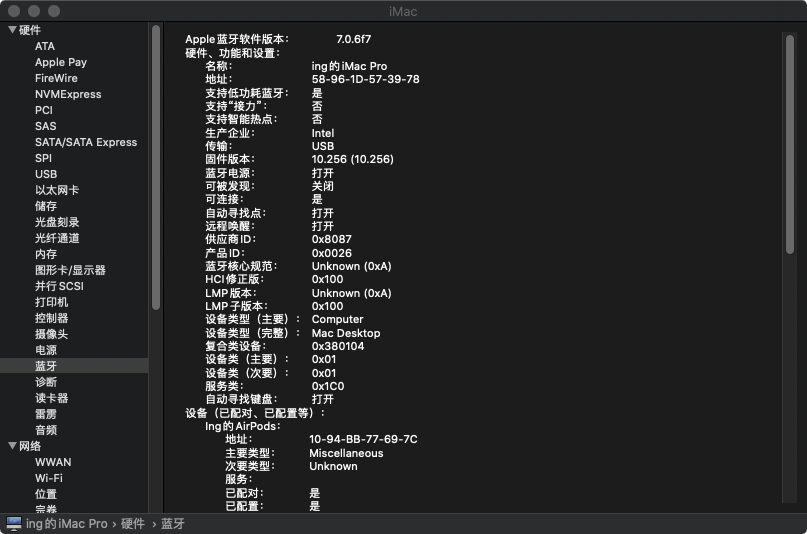 iMac
硬件
ATA
Apple Pay
FireWire
NVMExpress
PCI
SAS
SATA/SATA Express
SPI
USB
以太网卡
储存
光盘刻录
光纤通道
内存
图形卡/显示器
并行 SCSI
打印机
控制器
摄像头
电源
蓝牙
诊断
读卡器
雷雳
音频
网络
WWAN
Wi-Fi
位置
宗卷
Apple 蓝牙软件版本： 7.0.6f7
硬件、功能和设置：
名称： ing的iMac Pro
地址： 58-96-1D-57-39-78
支持低功耗蓝牙： 是
支持“接力”： 否
支持智能热点： 否
生产企业： Intel
传输： USB
固件版本： 10.256 (10.256)
蓝牙电源： 打开
可被发现： 关闭
可连接： 是
自动寻找点： 打开
远程唤醒： 打开
供应商 ID： 0x8087
产品 ID： 0x0026
蓝牙核心规范： Unknown (0xA)
HCI 修正版： 0x100
LMP 版本： Unknown (0xA)
LMP 子版本： 0x100
设备类型（主要）： Computer
设备类型（完整）： Mac Desktop
复合类设备： 0x380104
设备类（主要）： 0x01
设备类（次要）： 0x01
服务类： 0x1C0
自动寻找键盘： 打开
设备（已配对、已配置等）：
Ing的AirPods：
地址： 10-94-BB-77-69-7C
主要类型： Miscellaneous
次要类型： Unknown
服务：
已配对： 是
已配置： 是
ing的iMac Pro › 硬件 › 蓝牙